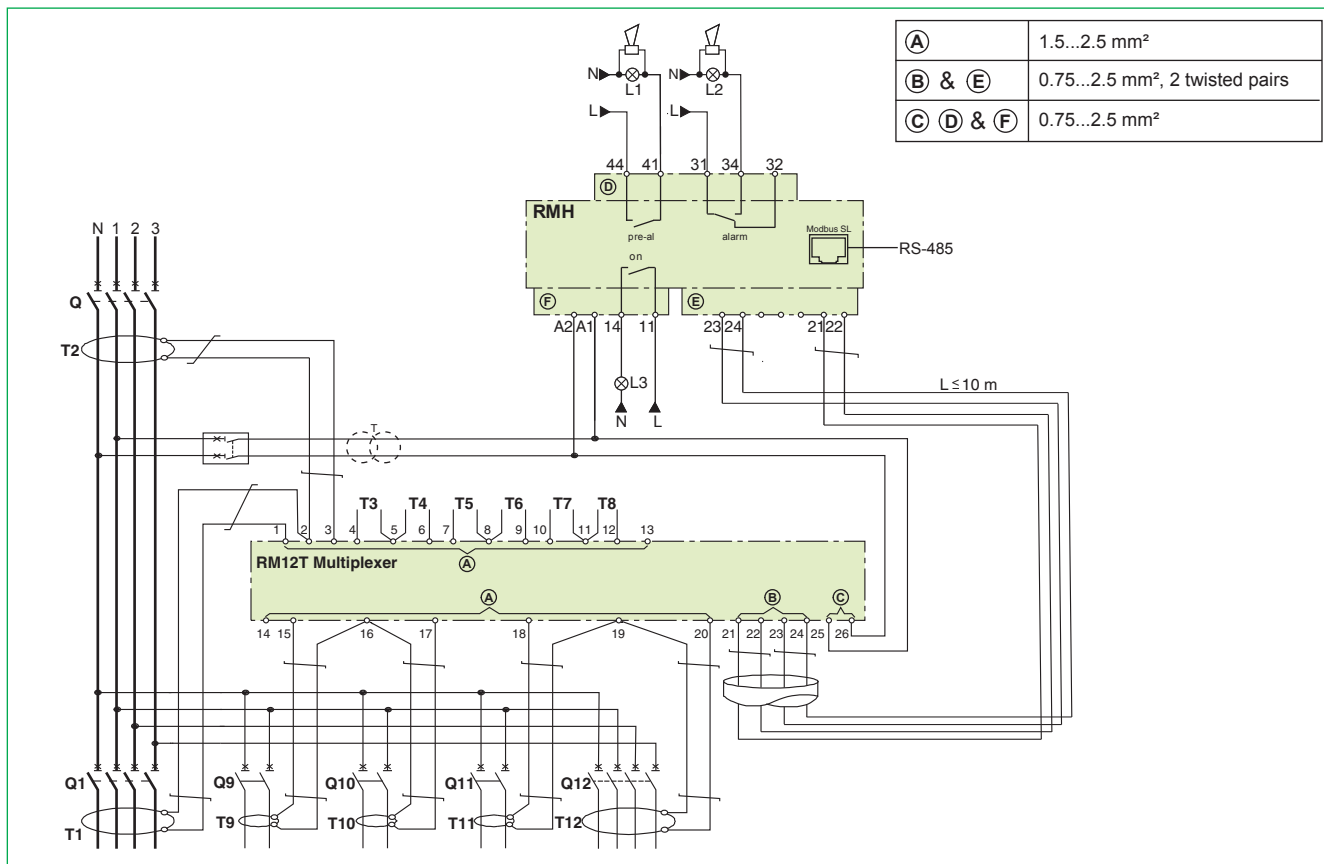 Ⓐ 1.5...2.5 mm²
Ⓑ & Ⓔ 0.75...2.5 mm², 2 twisted pairs
Ⓒ Ⓓ & Ⓕ 0.75...2.5 mm²
N L1 N L2
L L
44 41 31 34 32
Ⓓ
RMH
pre-al alarm
Modbus SL
RS-485
on
Ⓕ Ⓔ
A2 A1 14 11 23 24 21 22
N 1 2 3
Q
T2
L3
N L
L ≤ 10 m
T
T3 T4 T5 T6 T7 T8
1 2 3 4 5 6 7 8 9 10 11 12 13
RM12T Multiplexer
Ⓐ
Ⓐ Ⓑ Ⓒ
14 15 16 17 18 19 20 21 22 23 24 25 26
Q1 Q9 Q10 Q11 Q12
T1 T9 T10 T11 T12